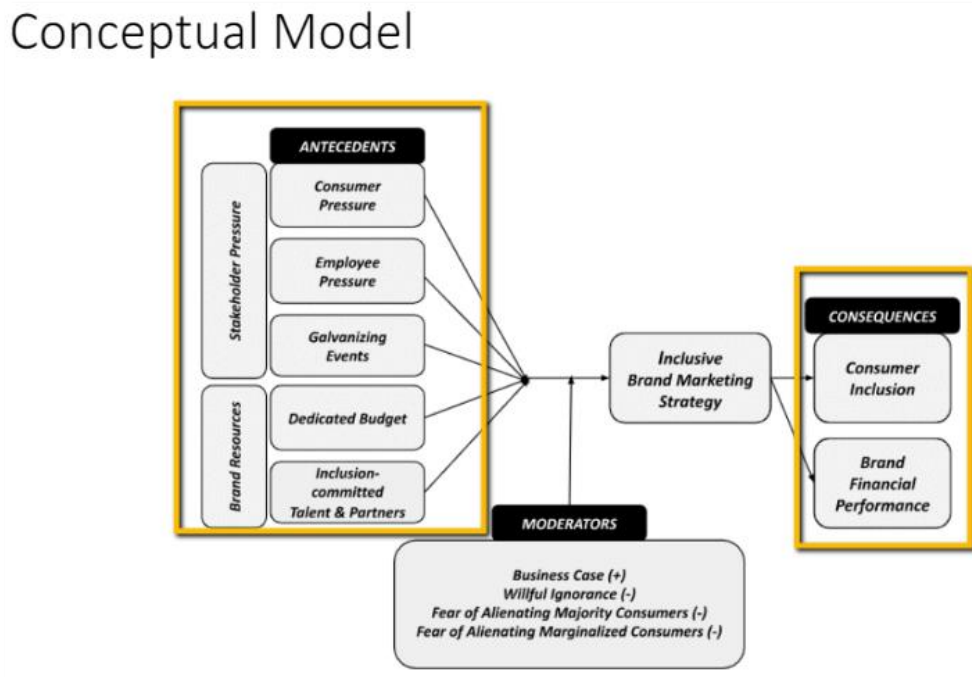 Conceptual Model
ANTECEDENTS
Stakeholder Pressure
Consumer
Pressure
Employee
Pressure
Galvanizing
Events
Brand Resources
Dedicated Budget
Inclusion-
committed
Talent & Partners
Inclusive
Brand Marketing
Strategy
CONSEQUENCES
Consumer
Inclusion
Brand
Financial
Performance
MODERATORS
Business Case (+)
Willful Ignorance (-)
Fear of Alienating Majority Consumers (-)
Fear of Alienating Marginalized Consumers (-)